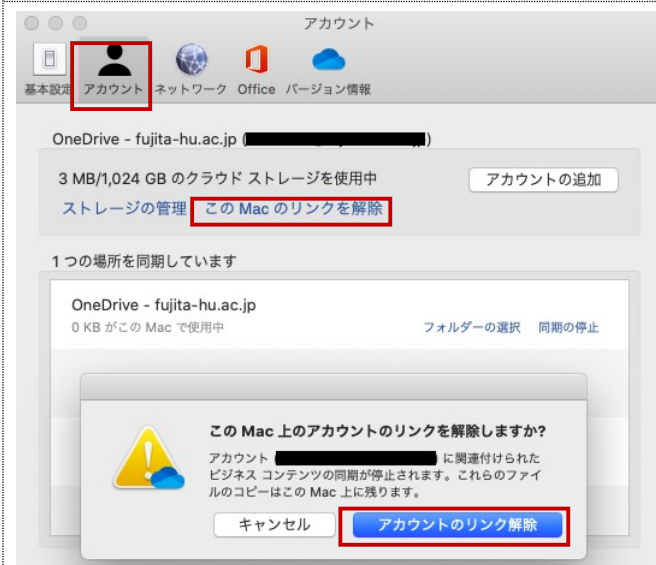 アカウント
基本設定 アカウント ネットワーク Office バージョン情報
OneDrive - fujita-hu.ac.jp ( )
3 MB/1,024 GB のクラウド ストレージを使用中 アカウントの追加
ストレージの管理 この Mac のリンクを解除
1 つの場所を同期しています
OneDrive - fujita-hu.ac.jp
0 KB がこの Mac で使用中 フォルダーの選択 同期の停止
この Mac 上のアカウントのリンクを解除しますか?
アカウント ( ) に関連付けられた
ビジネス コンテンツの同期が停止されます。これらのファイ
ルのコピーはこの Mac 上に残ります。
キャンセル アカウントのリンク解除